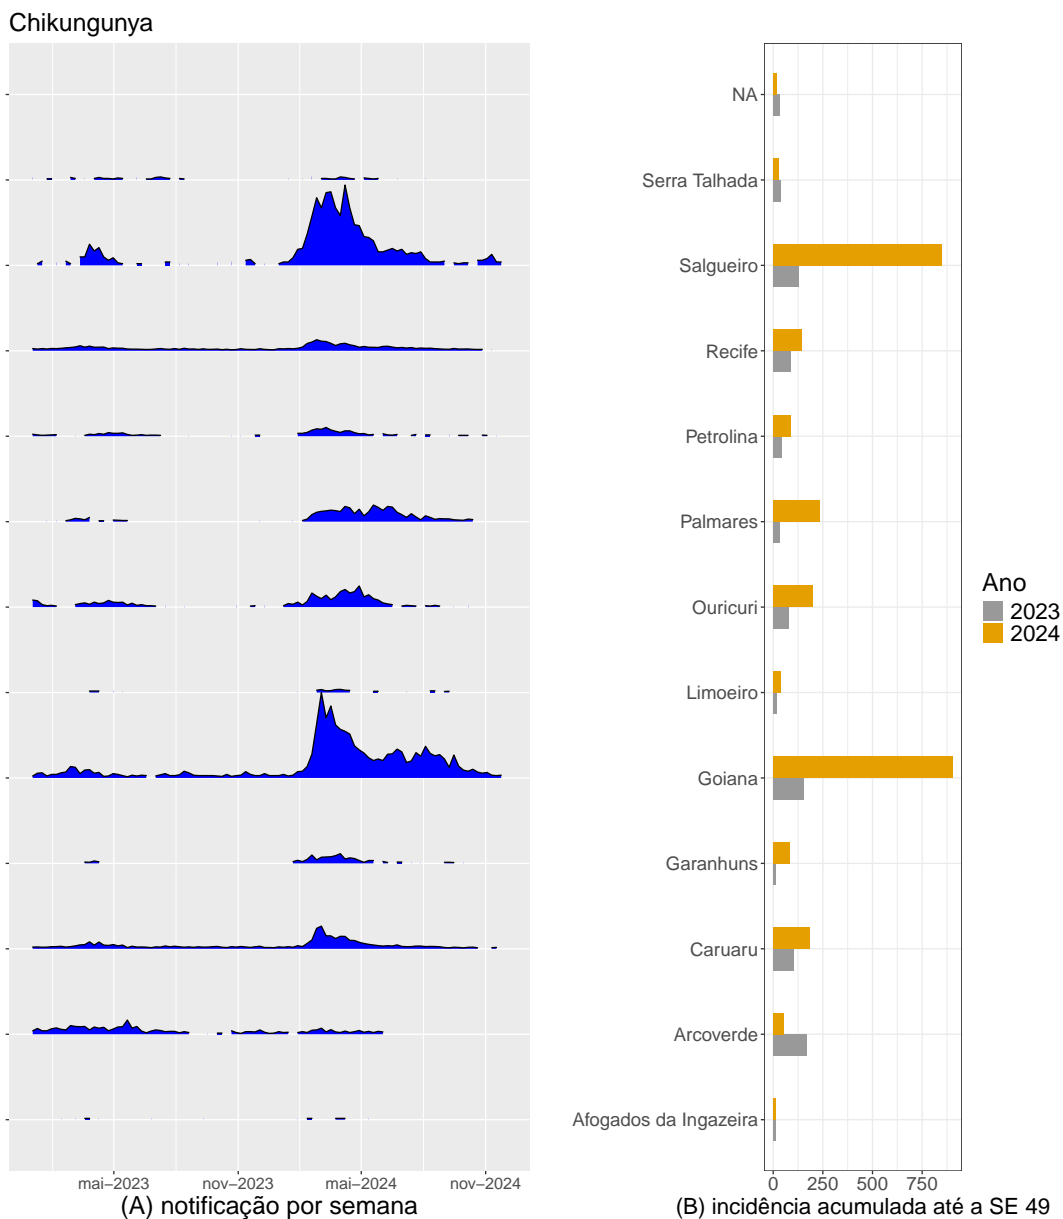 Chikungunya
NA
Serra Talhada
Salgueiro
Recife
Petrolina
Palmares
Ouricuri
Limoeiro
Goiana
Garanhuns
Caruaru
Arcoverde
Afogados da Ingazeira
Ano
2023
2024
mai−2023 nov−2023 mai−2024 nov−2024
0 250 500 750
(A) notificação por semana
(B) incidência acumulada até a SE 49